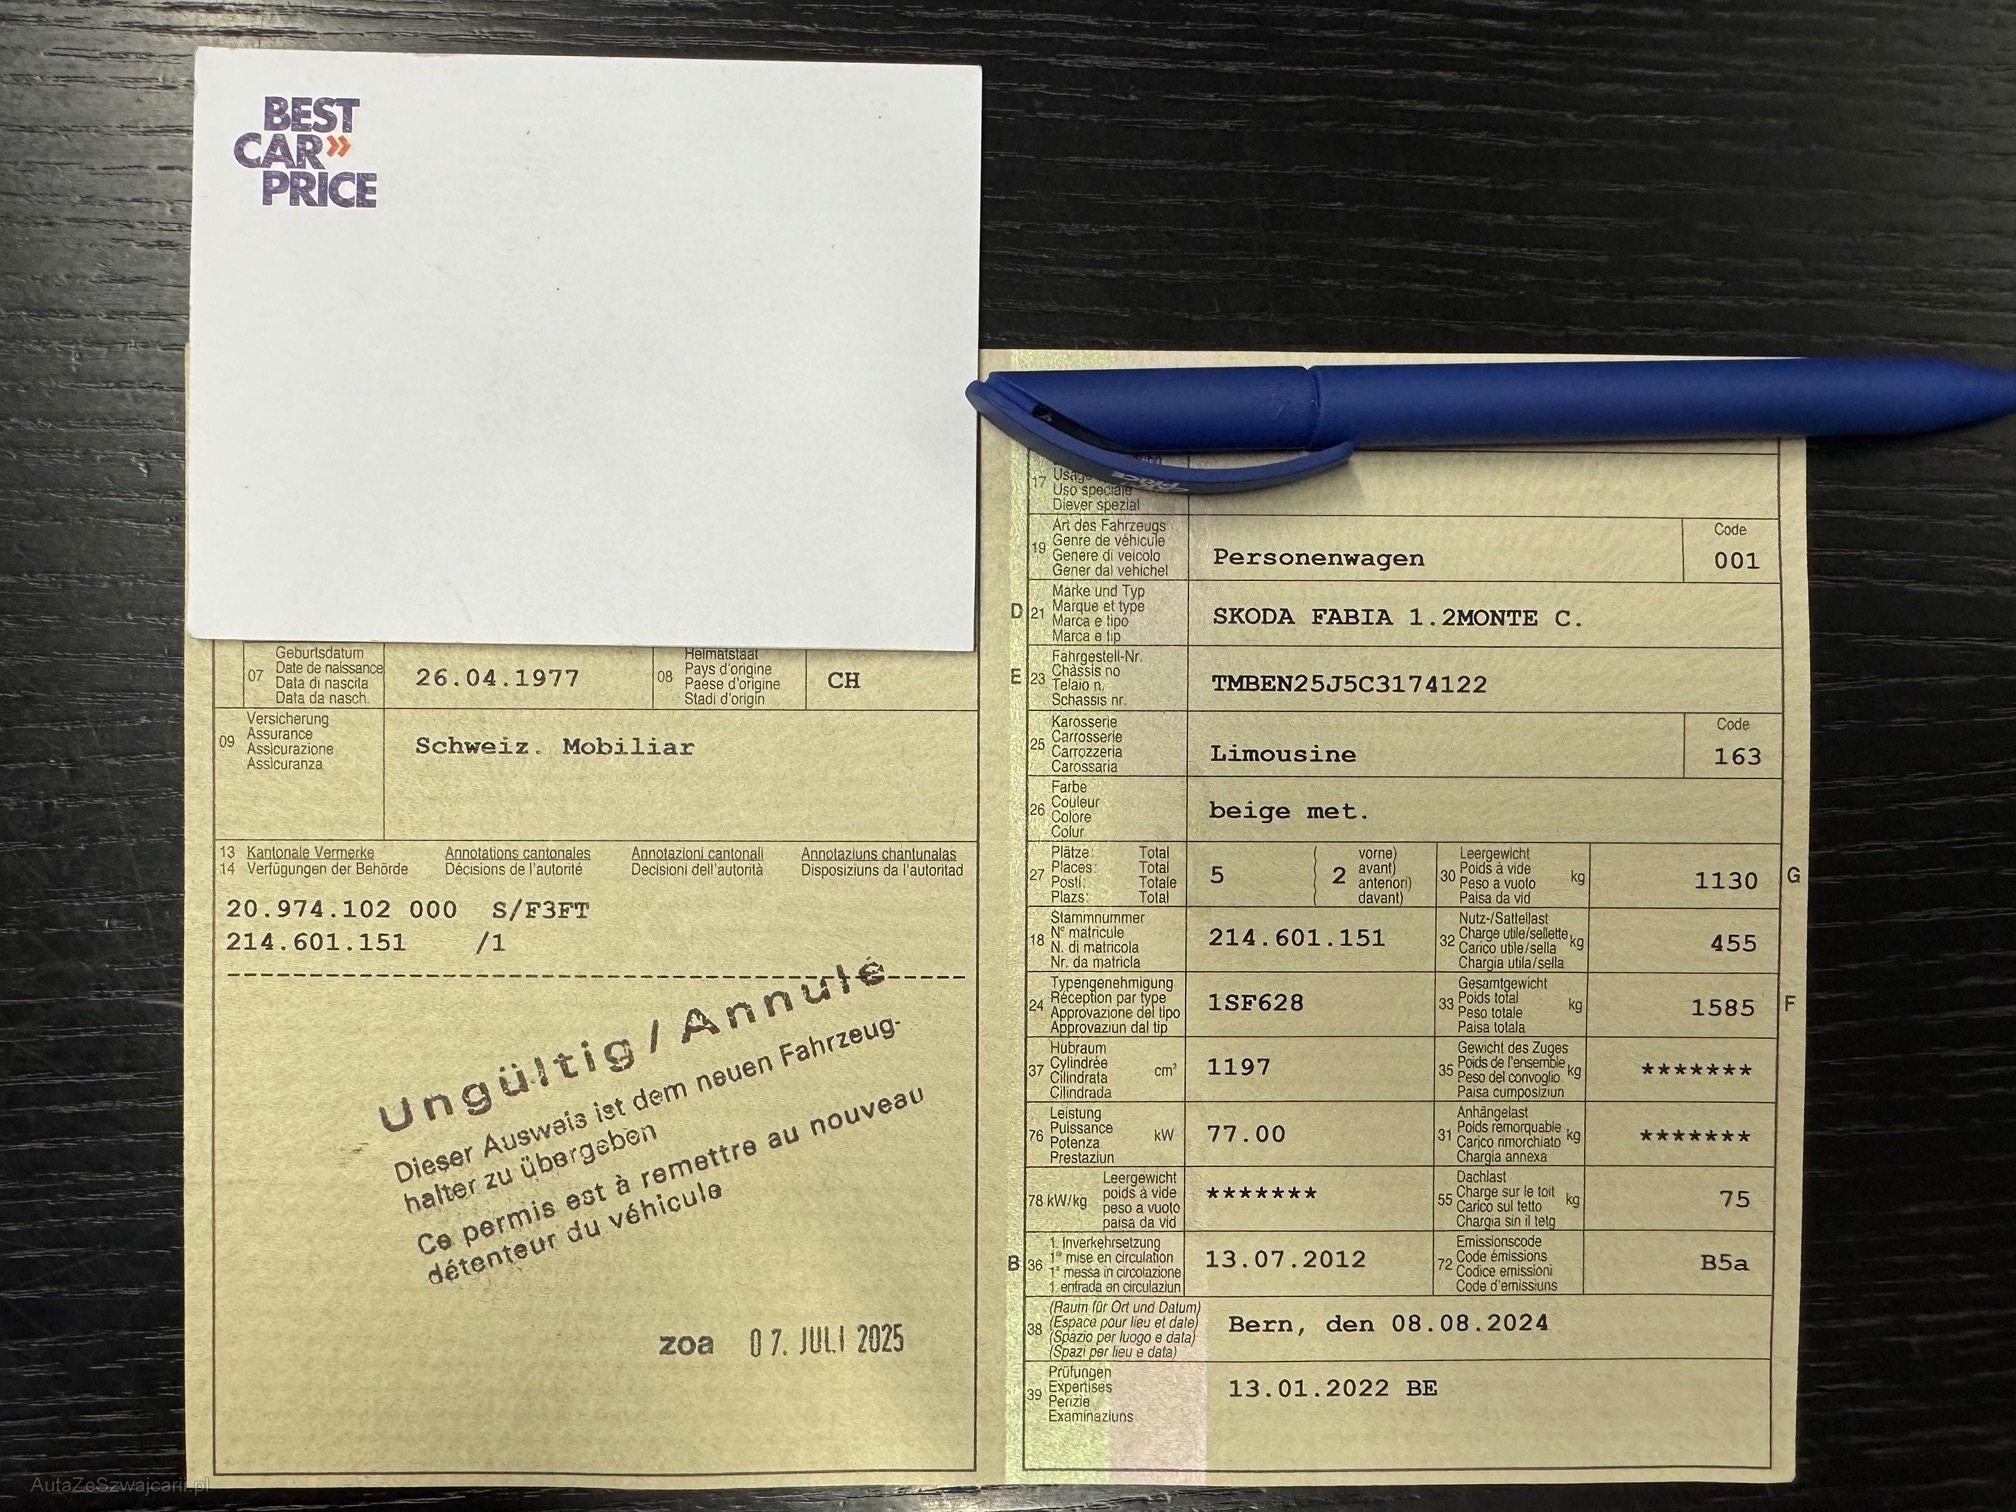 BEST
CAR»
PRICE
07
Geburtsdatum
Date de naissance
Data di nascita
Data da nasch.
26.04.1977
08
Heimatstaat
Pays d'origine
Paese d'origine
Stadi d'origin
CH
09
Versicherung
Assurance
Assicurazione
Assicuranza
Schweiz. Mobiliar
13 Kantonale Vermerke Annotations cantonales Annotazioni cantonali Annotaziuns chantunalas
14 Verfügungen der Behörde Décisions de l'autorité Decisioni dell'autorità Disposiziuns da l'autoritad
20.974.102 000 S/F3FT
214.601.151 /1
Ungültig / Annulé
Dieser Ausweis ist dem neuen Fahrzeug-
halter zu übergeben
Ce permis est à remettre au nouveau
détenteur du véhicule
zoa 07. JULI 2025
17
Uso speciale
Diever spezial
19
Art des Fahrzeugs
Genre de véhicule
Genere di veicolo
Gener dal vehichel
Personenwagen
Code
001
D 21
Marke und Typ
Marque et type
Marca e tipo
Marca e tip
SKODA FABIA 1.2MONTE C.
E 23
Fahrgestell-Nr.
Châssis no
Telaio n.
Schassis nr.
TMBEN25J5C3174122
25
Karosserie
Carrosserie
Carrozzeria
Carossaria
Limousine
Code
163
26
Farbe
Couleur
Colore
Colur
beige met.
27
Plätze: Total
Places: Total
Posti: Totale
Plazs: Total
5
2
vorne)
avant)
anteriori)
davant)
30
Leergewicht
Poids à vide
Peso a vuoto
Paisa da vid
kg
1130
G
18
Stammnummer
N° matricule
N. di matricola
Nr. da matricla
214.601.151
32
Nutz-/Sattellast
Charge utile/sellette
Carico utile/sella
Chargia utila/sella
kg
455
24
Typengenehmigung
Réception par type
Approvazione del tipo
Approvaziun dal tip
1SF628
33
Gesamtgewicht
Poids total
Peso totale
Paisa totala
kg
1585
F
37
Hubraum
Cylindrée
Cilindrata
Cilindrada
cm³
1197
35
Gewicht des Zuges
Poids de l'ensemble
Peso del convoglio
Paisa cumposiziun
kg
*******
76
Leistung
Puissance
Potenza
Prestaziun
kW
77.00
31
Anhängelast
Poids remorquable
Carico rimorchiato
Chargia annexa
kg
*******
78 kW/kg
Leergewicht
poids à vide
peso a vuoto
paisa da vid
*******
55
Dachlast
Charge sur le toit
Carico sul tetto
Chargia sin il tetg
kg
75
B 36
1. Inverkehrsetzung
1re mise en circulation
1a messa in circolazione
1. entrada en circulaziun
13.07.2012
72
Emissionscode
Code émissions
Codice emissioni
Code d'emissiuns
B5a
38
(Raum für Ort und Datum)
(Espace pour lieu et date)
(Spazio per luogo e data)
(Spazi per lieu e data)
Bern, den 08.08.2024
39
Prüfungen
Expertises
Perizie
Examinaziuns
13.01.2022 BE
AutaZeSzwajcarii.pl